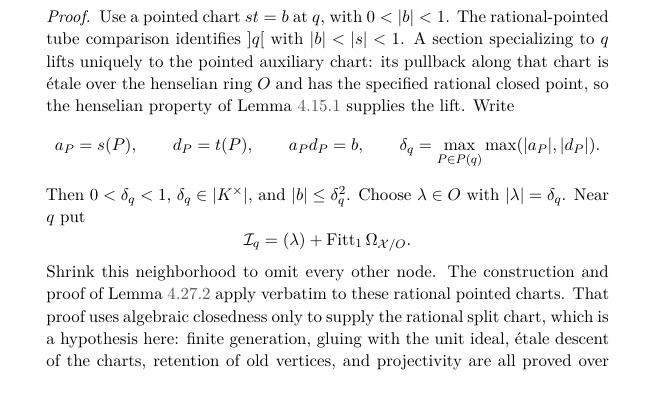 Proof. Use a pointed chart st = b at q, with 0 < |b| < 1. The rational-pointed
tube comparison identifies ]q[ with |b| < |s| < 1. A section specializing to q
lifts uniquely to the pointed auxiliary chart: its pullback along that chart is
étale over the henselian ring O and has the specified rational closed point, so
the henselian property of Lemma 4.15.1 supplies the lift. Write
a_P = s(P), d_P = t(P), a_P d_P = b, δ_q = max_{P∈P(q)} max(|a_P|, |d_P|).
Then 0 < δ_q < 1, δ_q ∈ |K^×|, and |b| ≤ δ_q^2. Choose λ ∈ O with |λ| = δ_q. Near
q put
ℐ_q = (λ) + Fitt_1 Ω_{𝒳/O}.
Shrink this neighborhood to omit every other node. The construction and
proof of Lemma 4.27.2 apply verbatim to these rational pointed charts. That
proof uses algebraic closedness only to supply the rational split chart, which is
a hypothesis here: finite generation, gluing with the unit ideal, étale descent
of the charts, retention of old vertices, and projectivity are all proved over